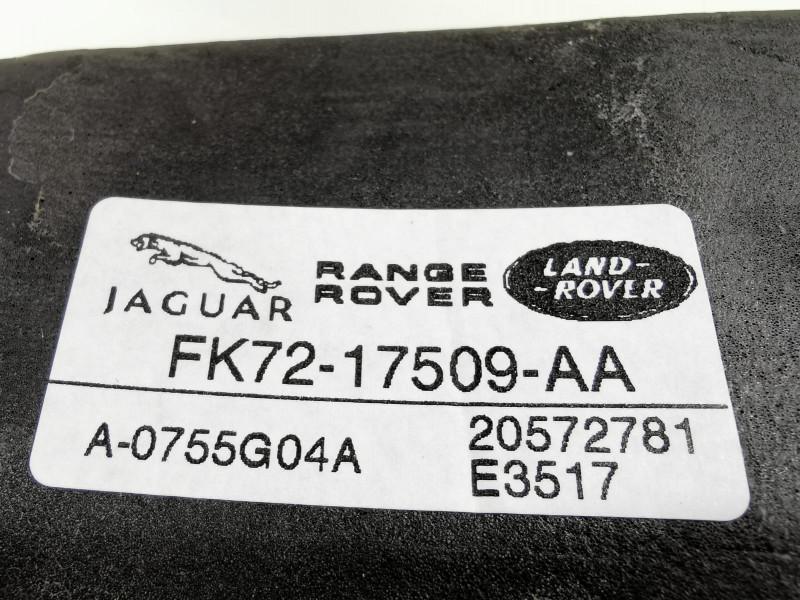 JAGUAR
RANGE
ROVER
LAND-
-ROVER
FK72-17509-AA
A-0755G04A
20572781
E3517